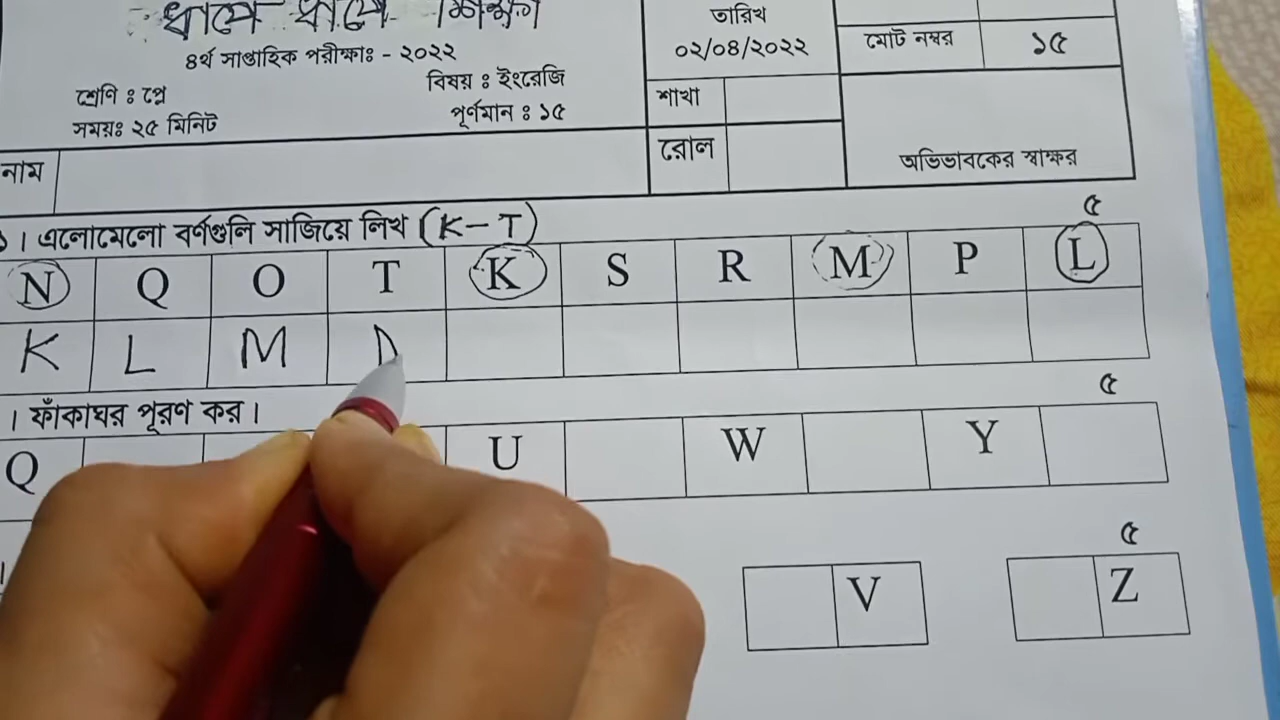 ধাপে ধাপে শিক্ষা
৪র্থ সাপ্তাহিক পরীক্ষাঃ - ২০২২
শ্রেণি ঃ প্লে
বিষয় ঃ ইংরেজি
সময়ঃ ২৫ মিনিট
পূর্ণমান ঃ ১৫
তারিখ
০২/০৪/২০২২
মোট নম্বর ১৫
শাখা
রোল
অভিভাবকের স্বাক্ষর
নাম
১। এলোমেলো বর্ণগুলি সাজিয়ে লিখ (K-T) ৫
N Q O T K S R M P L
K L M
। ফাঁকাঘর পূরণ কর। ৫
Q U W Y
৫
V Z